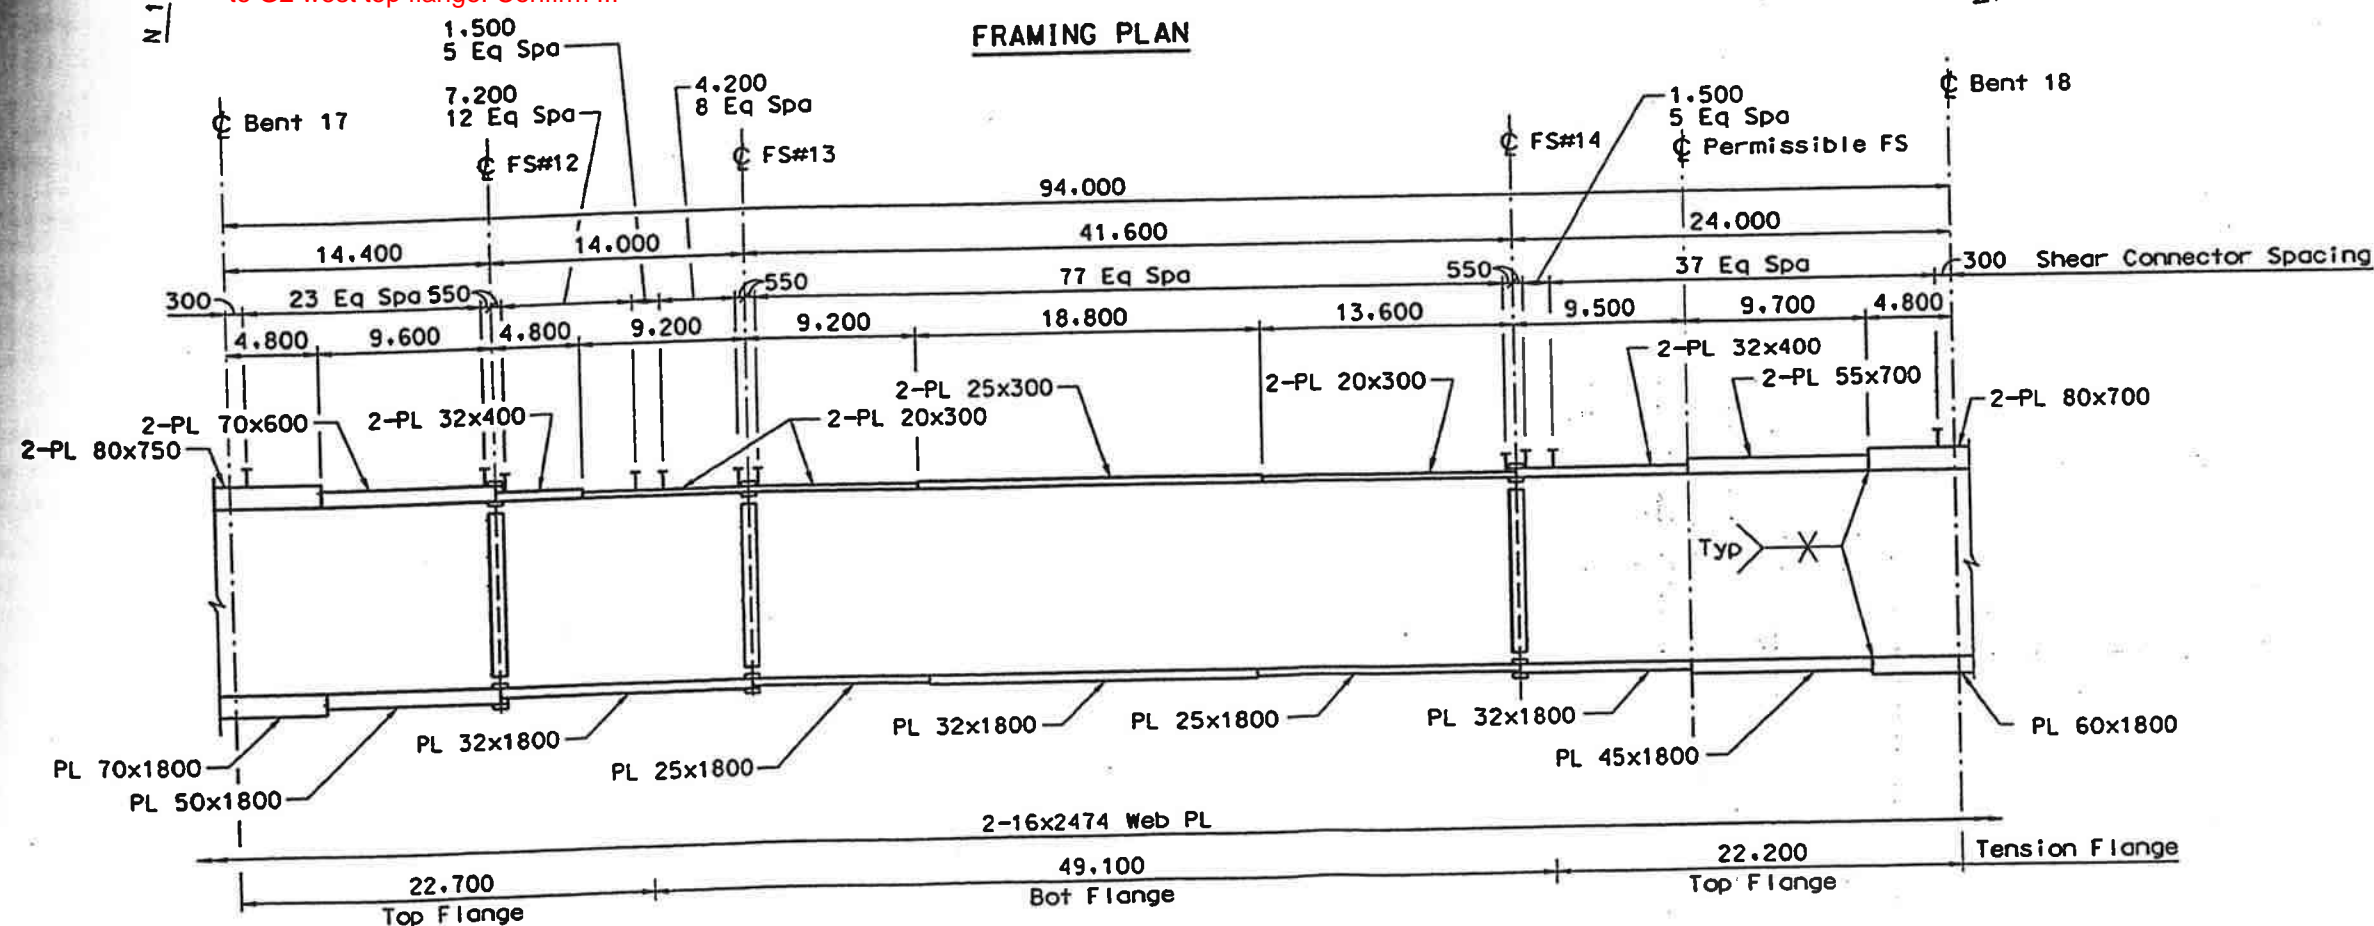 FRAMING PLAN
1.500
5 Eq Spa
7.200
12 Eq Spa
4.200
8 Eq Spa
1.500
5 Eq Spa
℄ Bent 17
℄ FS#12
℄ FS#13
℄ FS#14
℄ Permissible FS
℄ Bent 18
94.000
14.400
14.000
41.600
24.000
300
23 Eq Spa
550
550
77 Eq Spa
550
37 Eq Spa
300 Shear Connector Spacing
4.800
9.600
4.800
9.200
9.200
18.800
13.600
9.500
9.700
4.800
2-PL 80x750
2-PL 70x600
2-PL 32x400
2-PL 20x300
2-PL 25x300
2-PL 20x300
2-PL 32x400
2-PL 55x700
2-PL 80x700
Typ
PL 70x1800
PL 50x1800
PL 32x1800
PL 25x1800
PL 32x1800
PL 25x1800
PL 32x1800
PL 45x1800
PL 60x1800
2-16x2474 Web PL
22.700
Top Flange
49.100
Bot Flange
22.200
Top Flange
Tension Flange